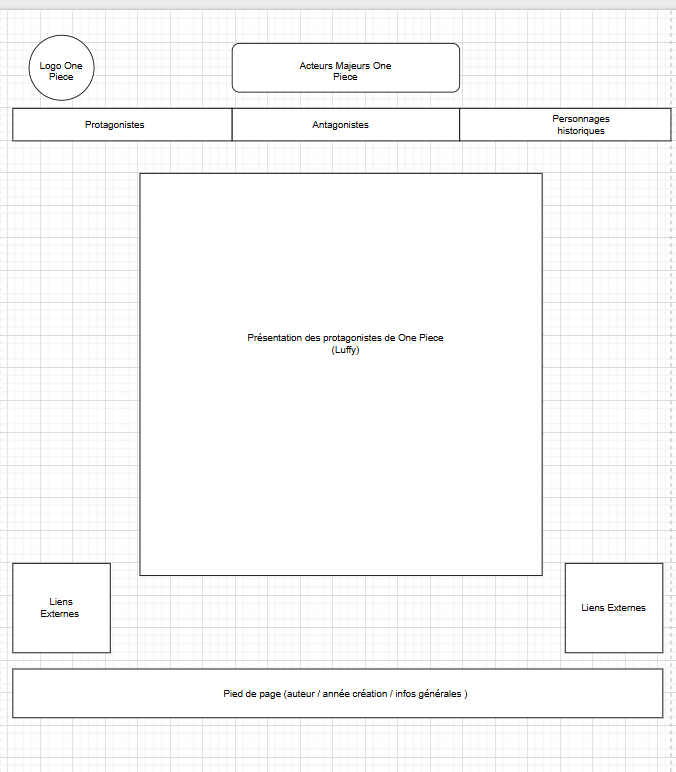 Logo One
Piece
Acteurs Majeurs One
Piece
Protagonistes
Antagonistes
Personnages
historiques
Présentation des protagonistes de One Piece
(Luffy)
Liens
Externes
Liens Externes
Pied de page (auteur / année création / infos générales )